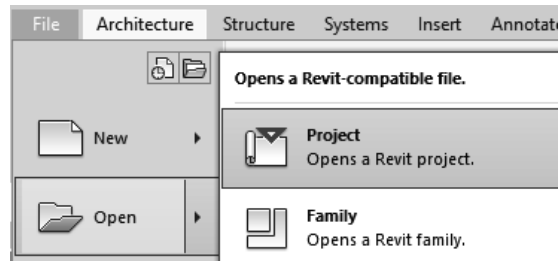 File Architecture Structure Systems Insert
Opens a Revit-compatible file.
New
Project
Opens a Revit project.
Open
Family
Opens a Revit family.